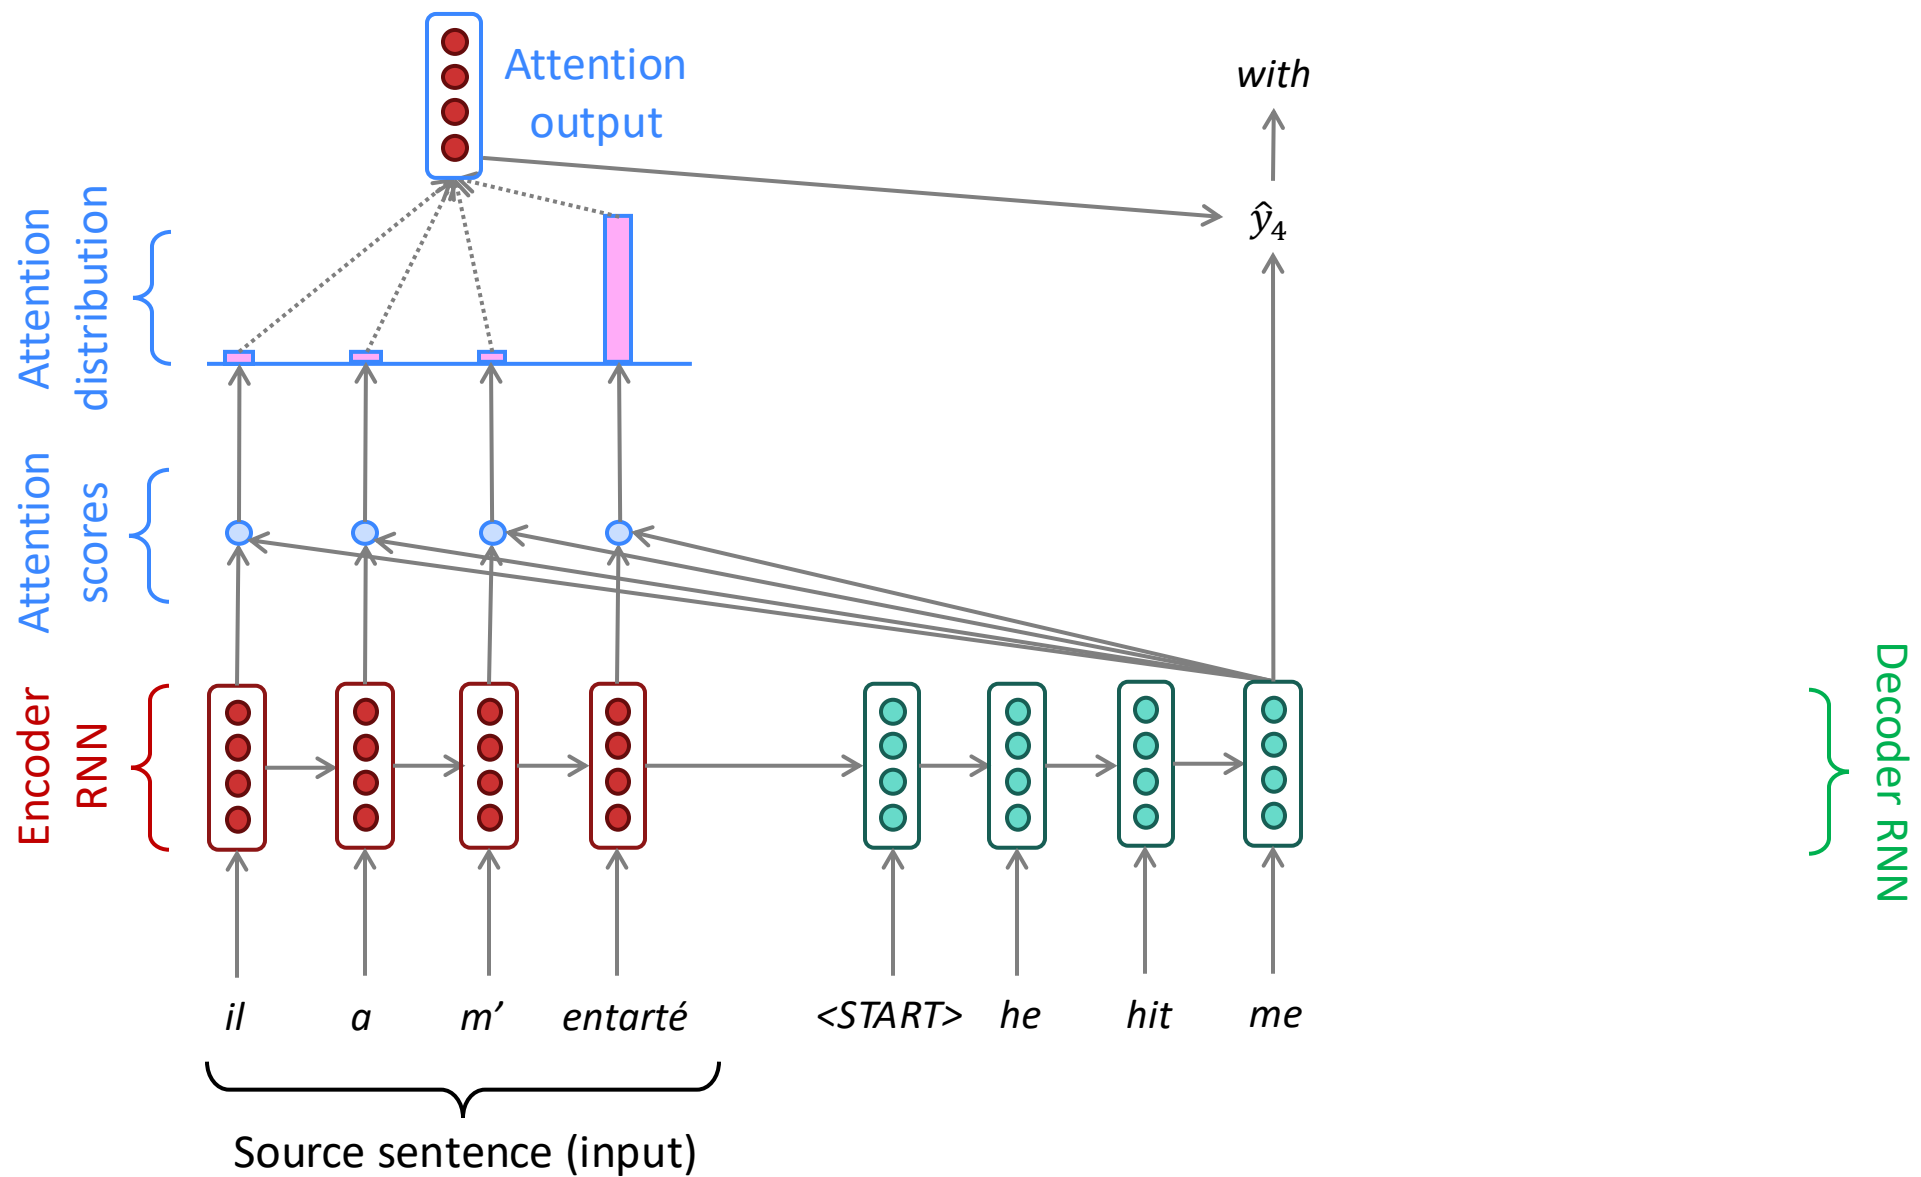 Attention
output
with
Attention
distribution
ŷ₄
Attention
scores
Encoder
RNN
Decoder RNN
il a m’ entarté <START> he hit me
Source sentence (input)